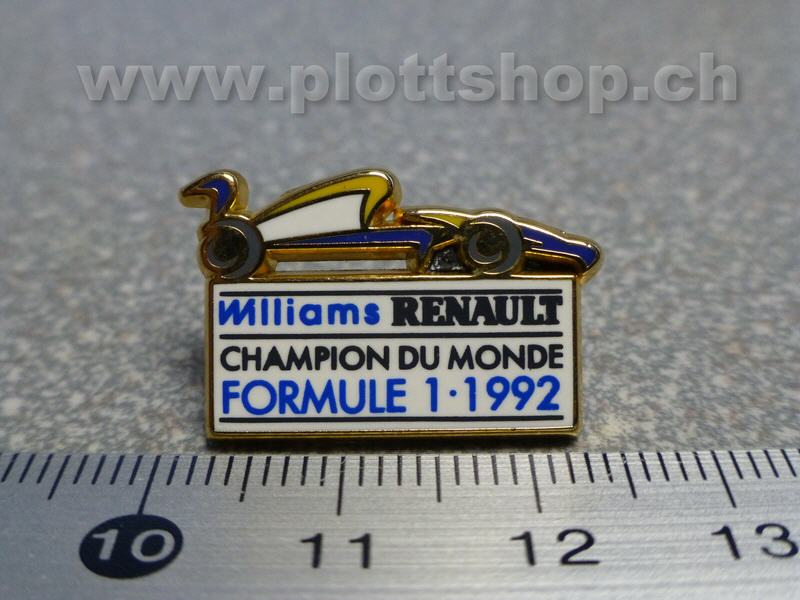 www.plottshop.ch
Williams RENAULT
CHAMPION DU MONDE
FORMULE 1·1992
10 11 12 13